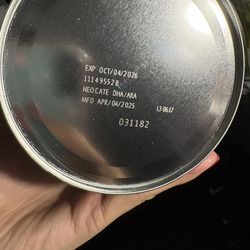 EXP OCT/04/2026
111495528
NEOCATE DHA/ARA
MFD APR/04/2025 L3 06:17
031182